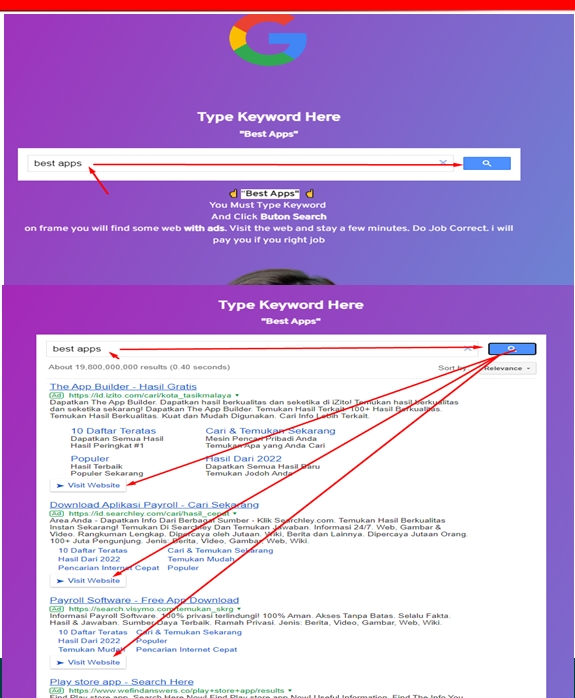 Type Keyword Here
"Best Apps"
best apps
"Best Apps"
You Must Type Keyword
And Click Buton Search
on frame you will find some web with ads. Visit the web and stay a few minutes. Do Job Correct. i will
pay you if you right job
Type Keyword Here
"Best Apps"
best apps
About 19,800,000,000 results (0.40 seconds)
Sort by
Relevance
The App Builder - Hasil Gratis
Ad https://id.izito.com/cari/kota_tasikmalaya
Dapatkan The App Builder. Dapatkan hasil berkualitas dan seketika di iZito! Temukan hasil berkualitas
dan seketika sekarang! Dapatkan The App Builder. Temukan Hasil Terkait. 100+ Hasil Berkualitas.
Temukan Hasil Berkualitas. Kuat dan Mudah Digunakan. Cari Info Lebih Terkait.
10 Daftar Teratas
Dapatkan Semua Hasil
Hasil Peringkat #1
Cari & Temukan Sekarang
Mesin Pencari Pribadi Anda
Temukan Apa yang Anda Cari
Populer
Hasil Terbaik
Populer Sekarang
Hasil Dari 2022
Dapatkan Semua Hasil Baru
Temukan Jodoh Anda
Visit Website
Download Aplikasi Payroll - Cari Sekarang
Ad https://id.searchley.com/cari/hasil_cepat
Area Anda - Dapatkan Info Dari Berbagai Sumber - Klik Searchley.com. Temukan Hasil Berkualitas
Instan Sekarang! Temukan Di Searchley Dan Temukan Jawaban. Informasi 24/7. Web, Gambar &
Video. Rangkuman Lengkap. Dipercaya oleh Jutaan. Wiki, Berita dan Lainnya. Dipercaya Jutaan Orang.
100+ Juta Pengunjung. Jenis: Berita, Video, Gambar, Web, Wiki.
10 Daftar Teratas Cari & Temukan Sekarang
Hasil Dari 2022 Temukan Mudah
Pencarian Internet Cepat Populer
Visit Website
Payroll Software - Free App Download
Ad https://search.visymo.com/temukan_skrg
Informasi Payroll Software. 100% privasi terlindungi! 100% Aman. Akses Tanpa Batas. Selalu Fakta.
Hasil & Jawaban. Sumber Daya Terbaik. Ramah Privasi. Jenis: Berita, Video, Gambar, Web, Wiki.
10 Daftar Teratas Cari & Temukan Sekarang
Hasil Dari 2022 Populer
Temukan Mudah Pencarian Internet Cepat
Visit Website
Play store app - Search Here
Ad https://www.wefindanswers.co/play+store+app/results
Find Play store app. Search Here Now! Find Play store app Now! Useful Information. Find The Info You